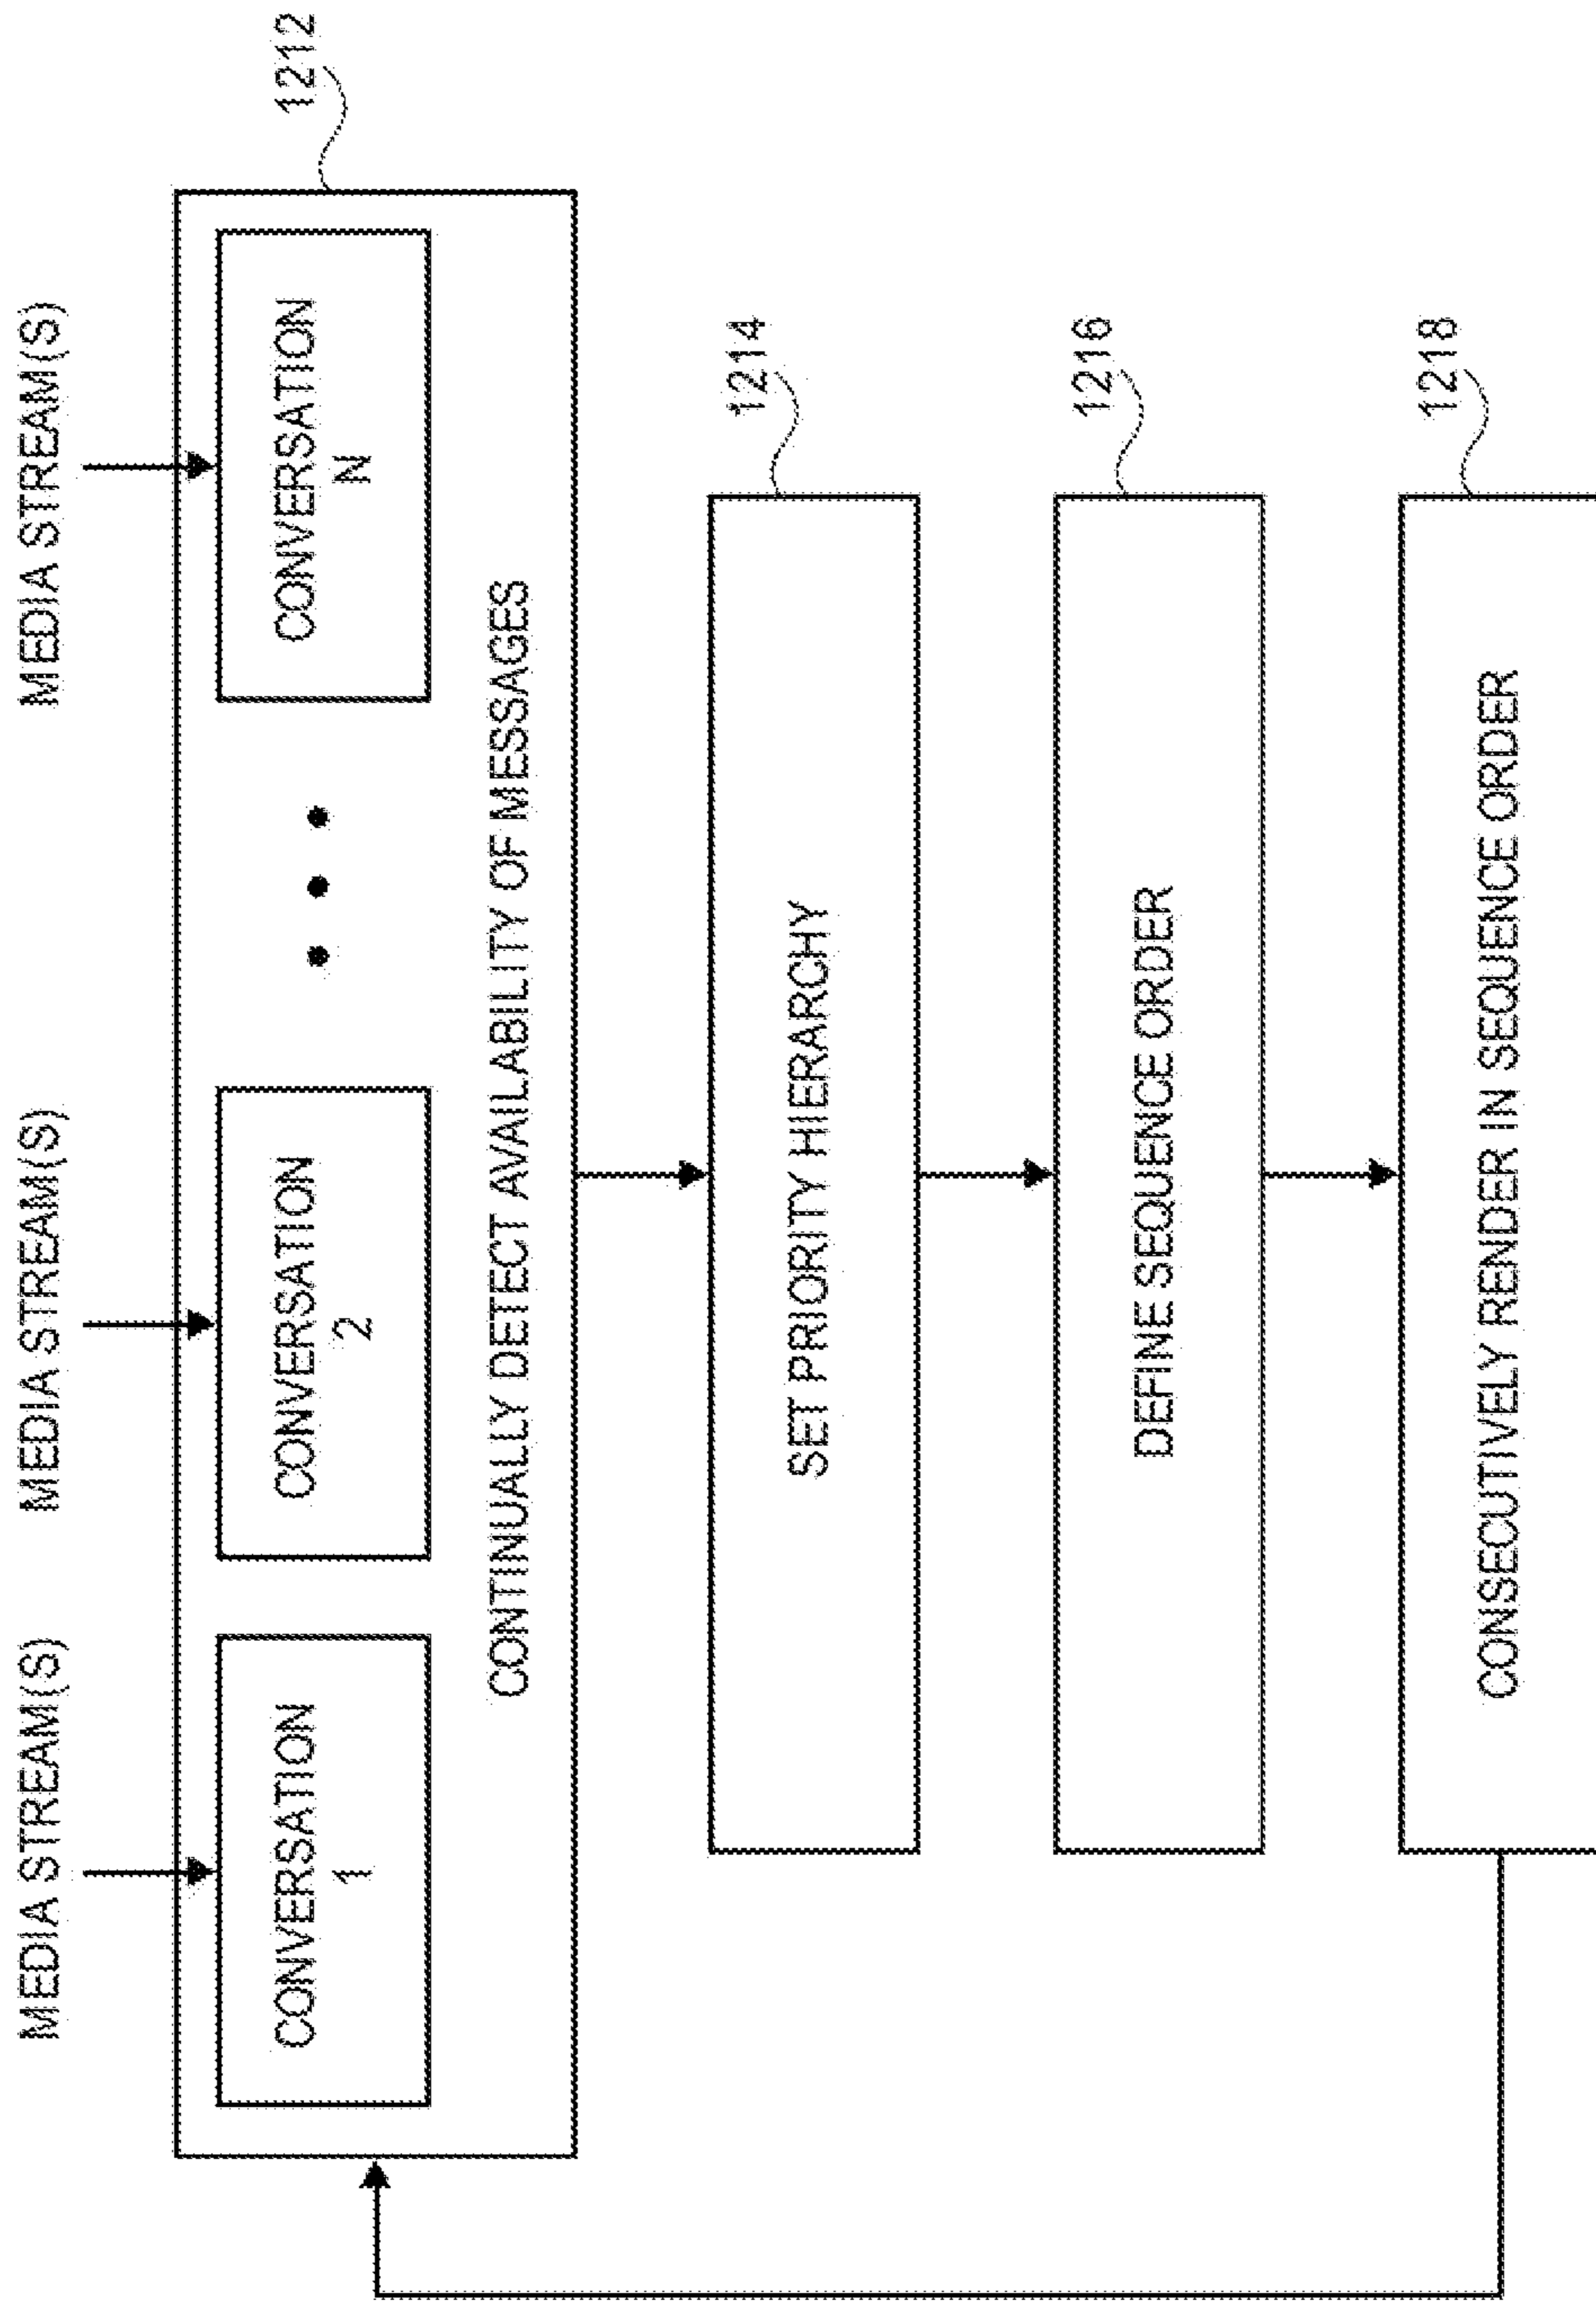 MEDIA STREAM(S)
MEDIA STREAM(S)
MEDIA STREAM(S)
1212
CONVERSATION
1
CONVERSATION
2
CONVERSATION
N
CONTINUALLY DETECT AVAILABILITY OF MESSAGES
1214
SET PRIORITY HIERARCHY
1216
DEFINE SEQUENCE ORDER
1218
CONSECUTIVELY RENDER IN SEQUENCE ORDER